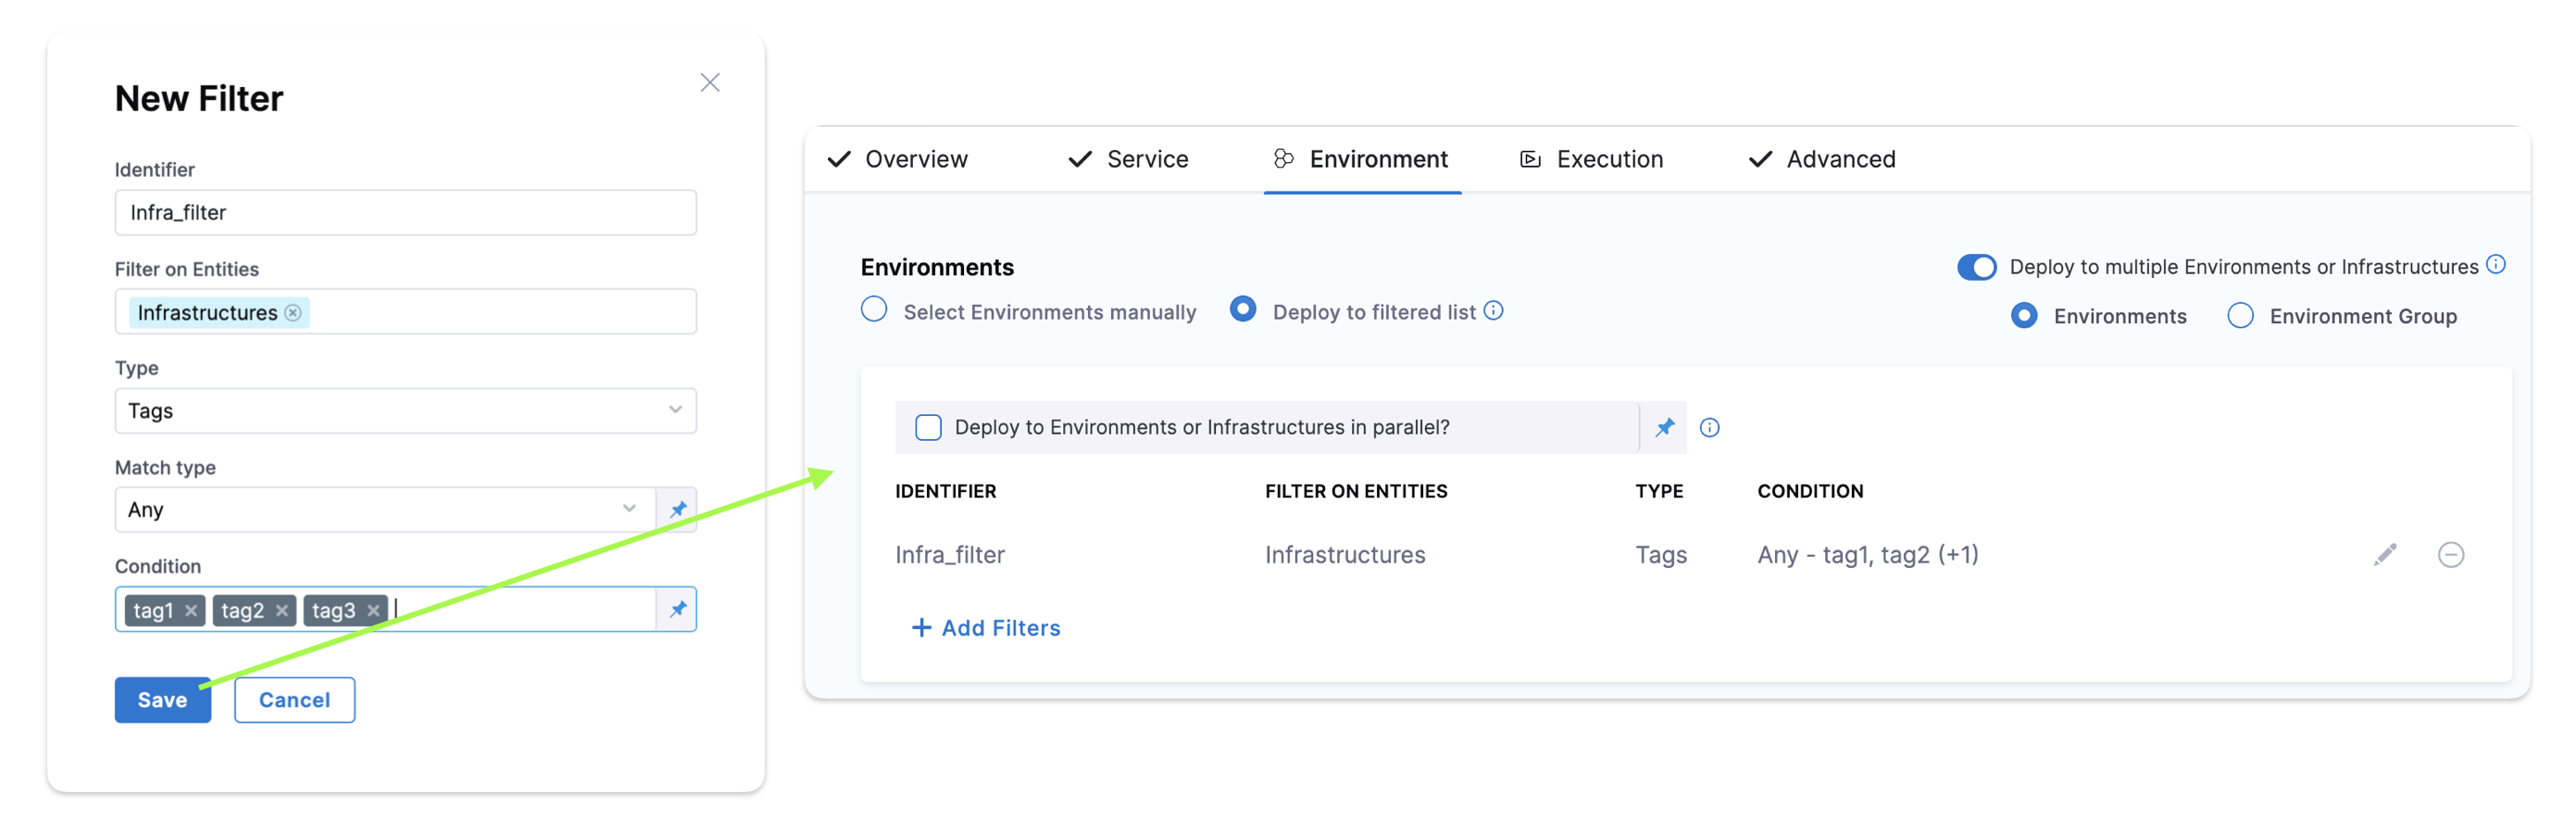 New Filter
Identifier
Infra_filter
Filter on Entities
Infrastructures
Type
Tags
Match type
Any
Condition
tag1 tag2 tag3
Save Cancel
Overview Service Environment Execution Advanced
Environments
Select Environments manually Deploy to filtered list
Deploy to multiple Environments or Infrastructures
Environments Environment Group
Deploy to Environments or Infrastructures in parallel?
IDENTIFIER FILTER ON ENTITIES TYPE CONDITION
Infra_filter Infrastructures Tags Any - tag1, tag2 (+1)
+ Add Filters